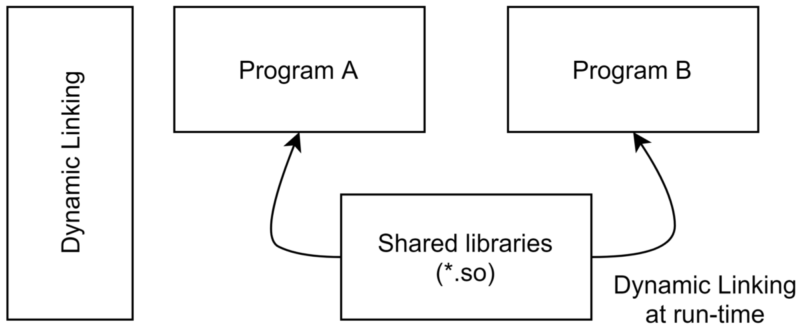 Dynamic Linking
Program A
Program B
Shared libraries
(*.so)
Dynamic Linking
at run-time